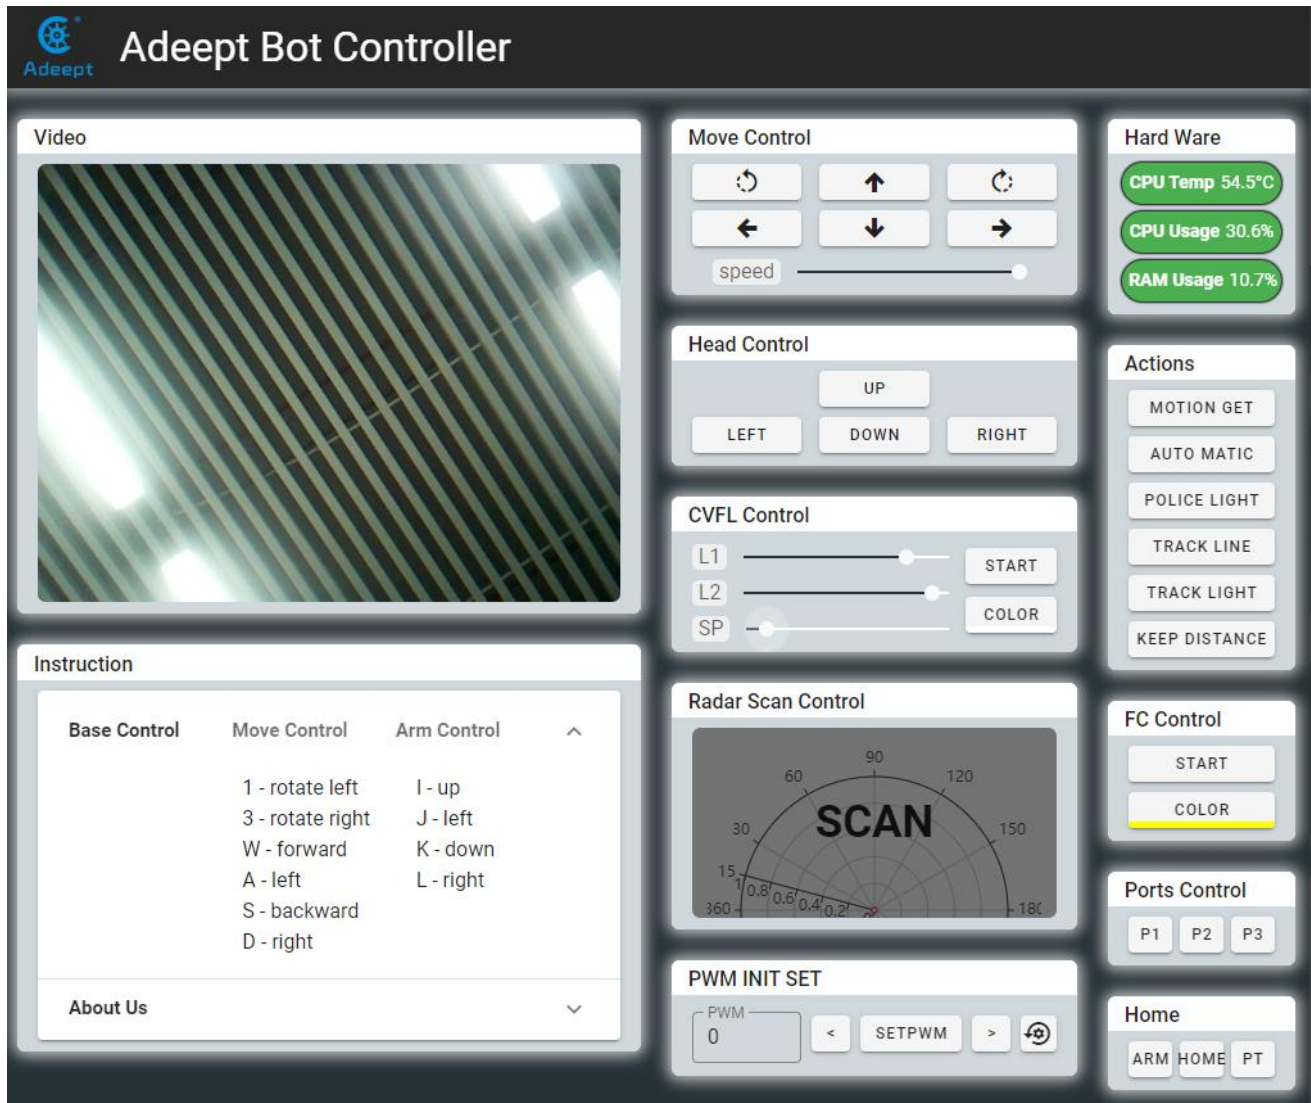 Adeept
Adeept Bot Controller
Video
Instruction
Base Control Move Control Arm Control
1 - rotate left I - up
3 - rotate right J - left
W - forward K - down
A - left L - right
S - backward
D - right
About Us
Move Control
speed
Head Control
UP
LEFT DOWN RIGHT
CVFL Control
L1
START
L2
COLOR
SP
Radar Scan Control
90
60 120
SCAN
30 150
15
1 0.8 0.6 0.4 0.2 0
360 180
PWM INIT SET
PWM
0 < SETPWM >
Hard Ware
CPU Temp 54.5°C
CPU Usage 30.6%
RAM Usage 10.7%
Actions
MOTION GET
AUTO MATIC
POLICE LIGHT
TRACK LINE
TRACK LIGHT
KEEP DISTANCE
FC Control
START
COLOR
Ports Control
P1 P2 P3
Home
ARM HOME PT